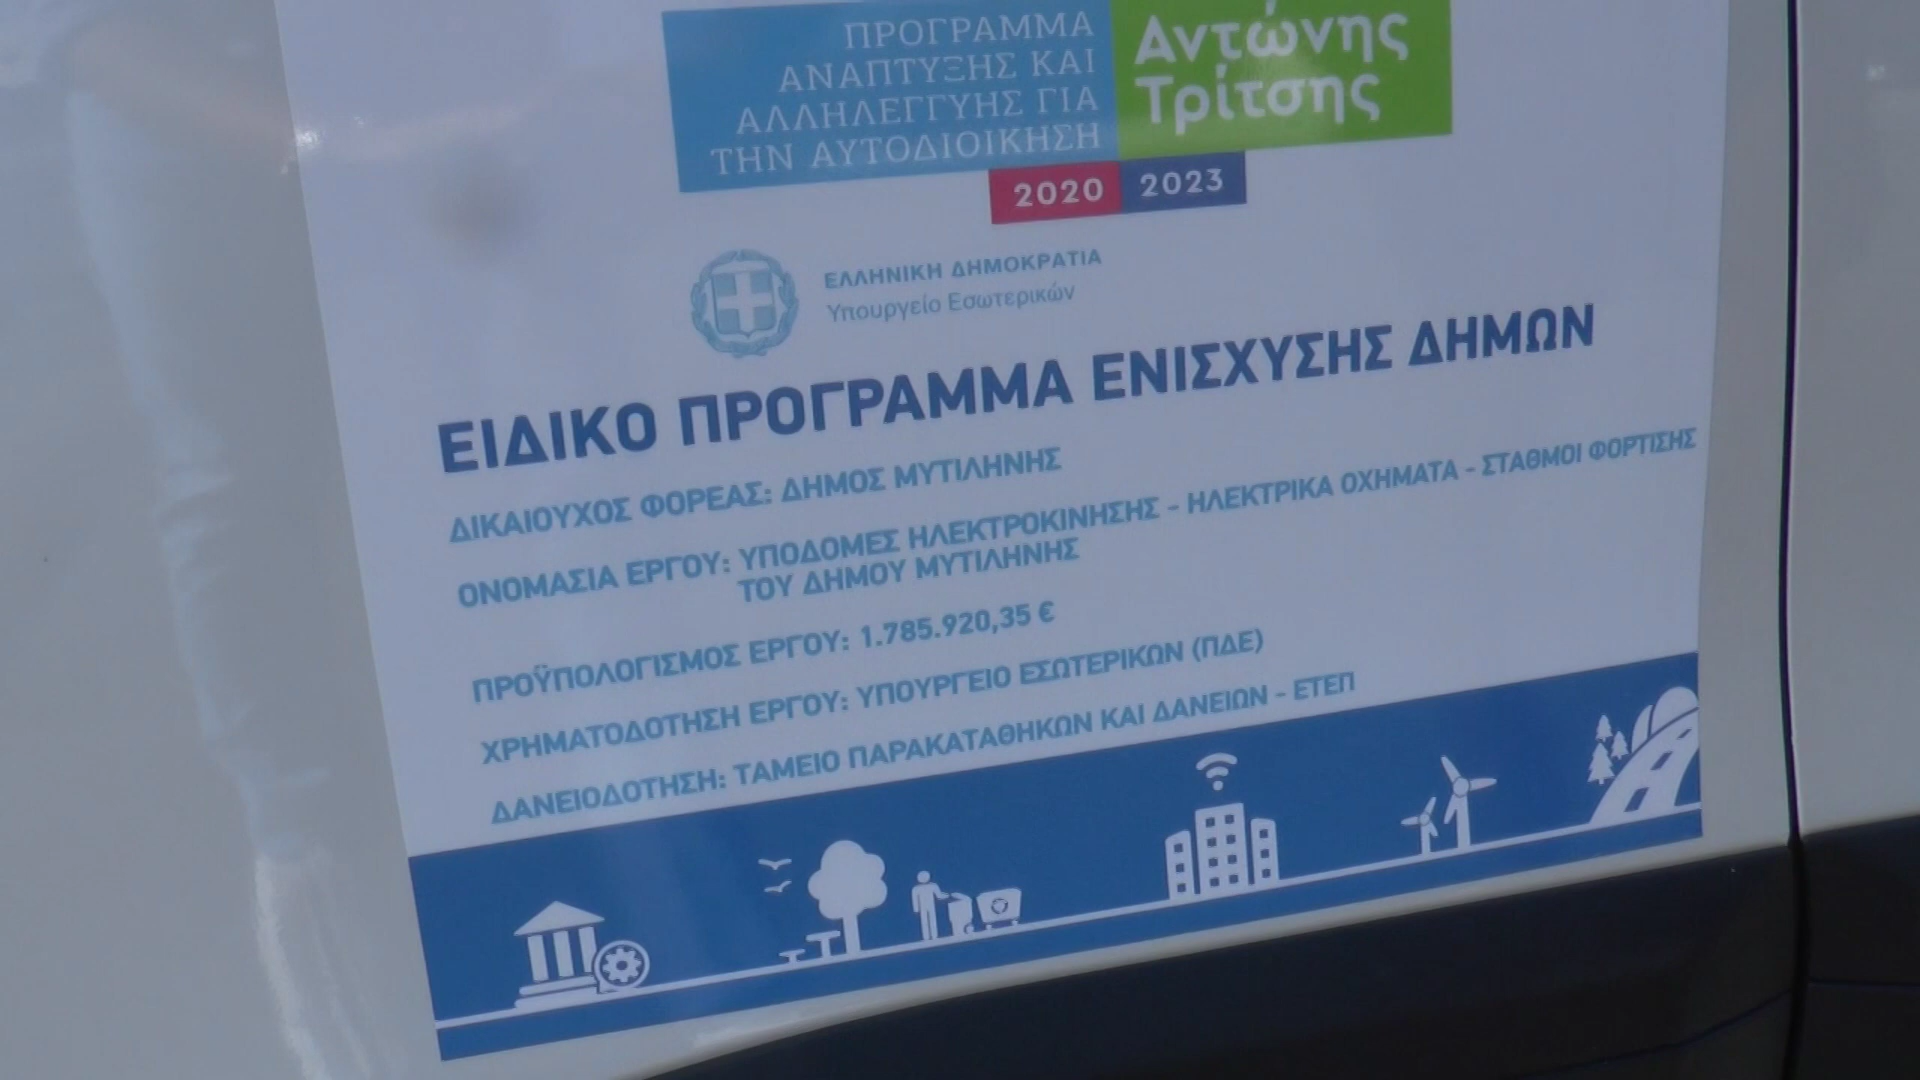 ΠΡΟΓΡΑΜΜΑ
ΑΝΑΠΤΥΞΗΣ ΚΑΙ
ΑΛΛΗΛΕΓΓΥΗΣ ΓΙΑ
ΤΗΝ ΑΥΤΟΔΙΟΙΚΗΣΗ
Αντώνης
Τρίτσης
2020 2023
ΕΛΛΗΝΙΚΗ ΔΗΜΟΚΡΑΤΙΑ
Υπουργείο Εσωτερικών
ΕΙΔΙΚΟ ΠΡΟΓΡΑΜΜΑ ΕΝΙΣΧΥΣΗΣ ΔΗΜΩΝ
ΔΙΚΑΙΟΥΧΟΣ ΦΟΡΕΑΣ: ΔΗΜΟΣ ΜΥΤΙΛΗΝΗΣ
ΟΝΟΜΑΣΙΑ ΕΡΓΟΥ: ΥΠΟΔΟΜΕΣ ΗΛΕΚΤΡΟΚΙΝΗΣΗΣ - ΗΛΕΚΤΡΙΚΑ ΟΧΗΜΑΤΑ - ΣΤΑΘΜΟΙ ΦΟΡΤΙΣΗΣ
ΤΟΥ ΔΗΜΟΥ ΜΥΤΙΛΗΝΗΣ
ΠΡΟΫΠΟΛΟΓΙΣΜΟΣ ΕΡΓΟΥ: 1.785.920,35 €
ΧΡΗΜΑΤΟΔΟΤΗΣΗ ΕΡΓΟΥ: ΥΠΟΥΡΓΕΙΟ ΕΣΩΤΕΡΙΚΩΝ (ΠΔΕ)
ΔΑΝΕΙΟΔΟΤΗΣΗ: ΤΑΜΕΙΟ ΠΑΡΑΚΑΤΑΘΗΚΩΝ ΚΑΙ ΔΑΝΕΙΩΝ - ΕΤΕΠ